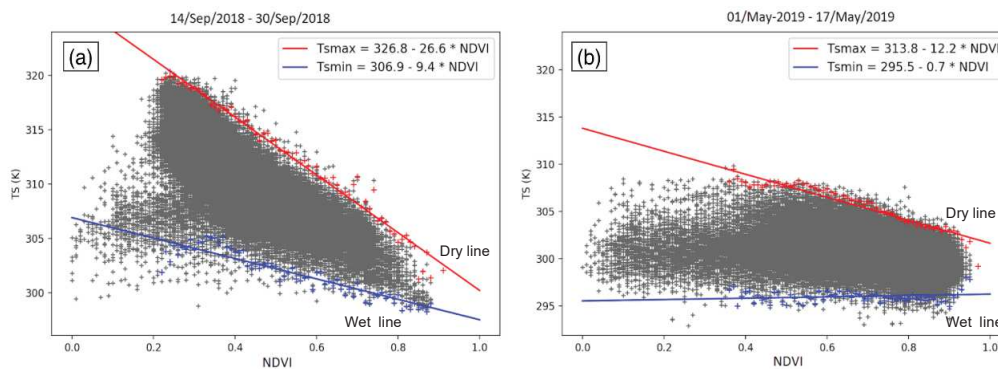 14/Sep/2018 - 30/Sep/2018
(a)
Tsmax = 326.8 - 26.6 * NDVI
Tsmin = 306.9 - 9.4 * NDVI
320
315
310
305
300
TS (K)
Dry line
Wet line
0.0 0.2 0.4 0.6 0.8 1.0
NDVI
01/May-2019 - 17/May/2019
(b)
Tsmax = 313.8 - 12.2 * NDVI
Tsmin = 295.5 - 0.7 * NDVI
320
315
310
305
300
295
TS (K)
Dry line
Wet line
0.0 0.2 0.4 0.6 0.8 1.0
NDVI